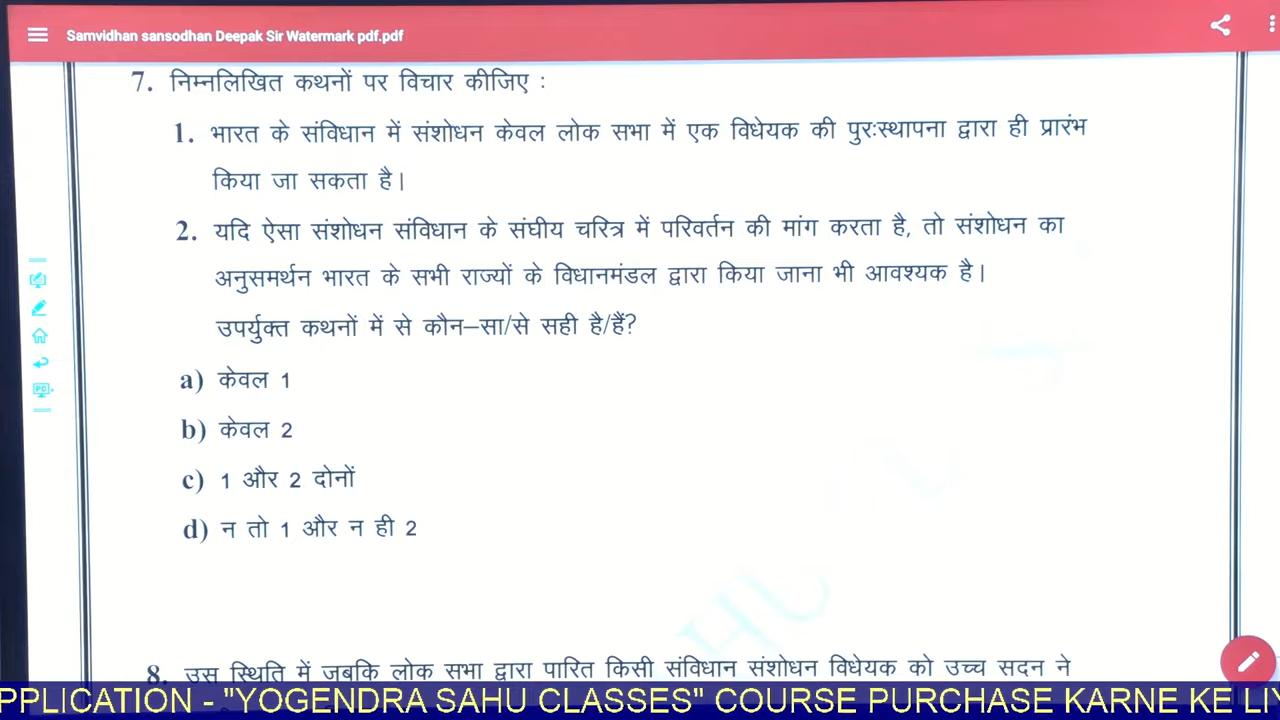 Samvidhan sansodhan Deepak Sir Watermark pdf.pdf
7. निम्नलिखित कथनों पर विचार कीजिए :
1. भारत के संविधान में संशोधन केवल लोक सभा में एक विधेयक की पुरःस्थापना द्वारा ही प्रारंभ
किया जा सकता है।
2. यदि ऐसा संशोधन संविधान के संघीय चरित्र में परिवर्तन की मांग करता है, तो संशोधन का
अनुसमर्थन भारत के सभी राज्यों के विधानमंडल द्वारा किया जाना भी आवश्यक है।
उपर्युक्त कथनों में से कौन–सा/से सही है/हैं?
a) केवल 1
b) केवल 2
c) 1 और 2 दोनों
d) न तो 1 और न ही 2
8. उस स्थिति में जबकि लोक सभा द्वारा पारित किसी संविधान संशोधन विधेयक को उच्च सदन ने
PPLICATION - "YOGENDRA SAHU CLASSES" COURSE PURCHASE KARNE KE LI